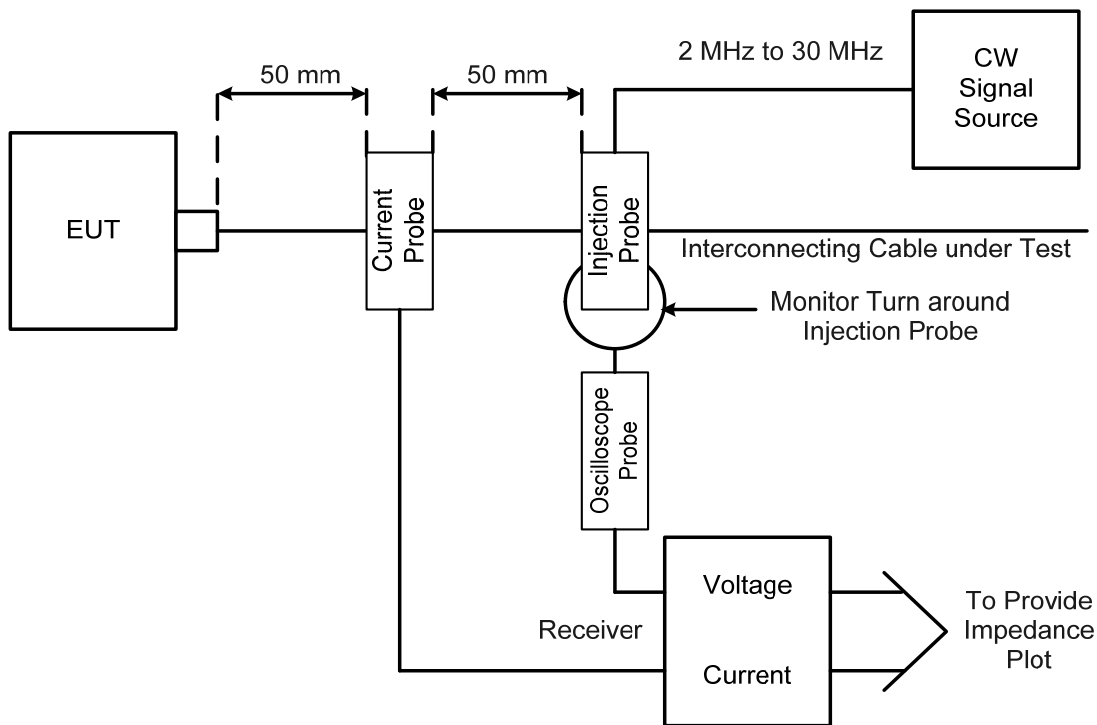 50 mm
50 mm
2 MHz to 30 MHz
CW
Signal
Source
EUT
Current
Probe
Injection
Probe
Interconnecting Cable under Test
Monitor Turn around
Injection Probe
Oscilloscope
Probe
Voltage
Receiver
Current
To Provide
Impedance
Plot